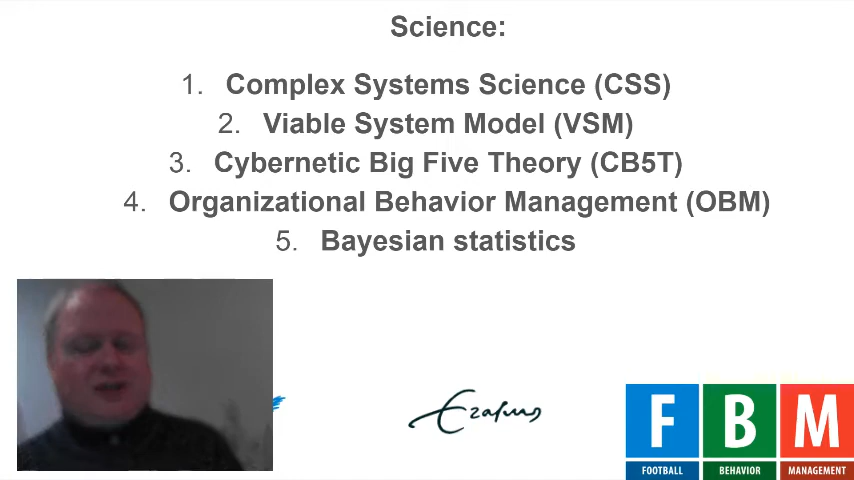 Science:
1. Complex Systems Science (CSS)
2. Viable System Model (VSM)
3. Cybernetic Big Five Theory (CB5T)
4. Organizational Behavior Management (OBM)
5. Bayesian statistics
Erasmus
F B M
FOOTBALL BEHAVIOR MANAGEMENT